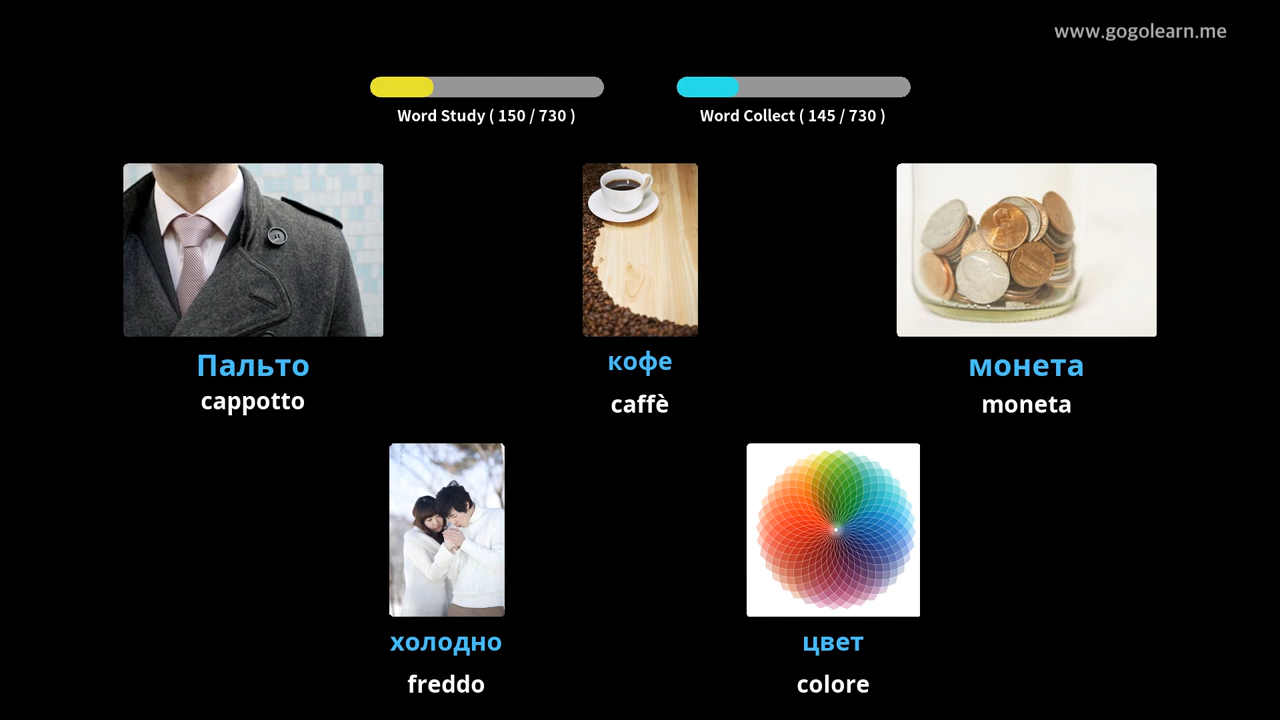 www.gogolearn.me
Word Study ( 150 / 730 )
Word Collect ( 145 / 730 )
Пальто
cappotto
кофе
caffè
монета
moneta
холодно
freddo
цвет
colore